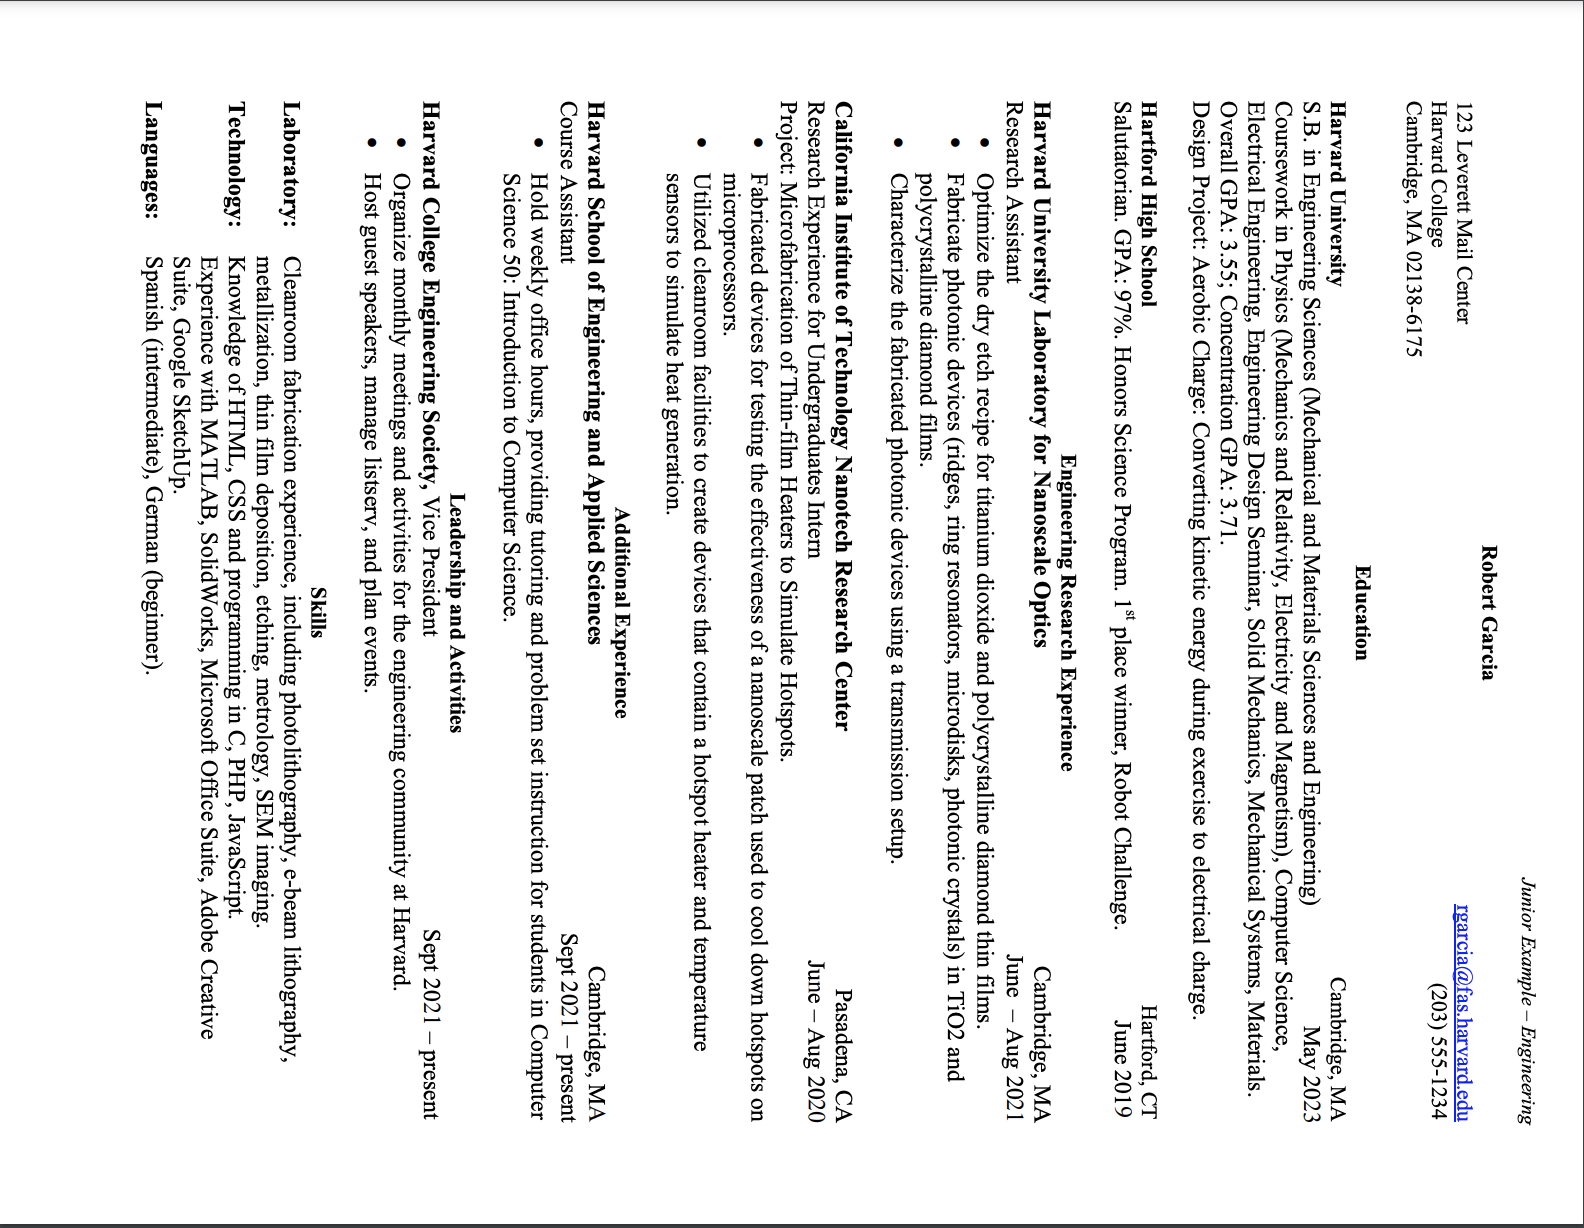 Junior Example – Engineering
Robert Garcia
123 Leverett Mail Center rgarcia@fas.harvard.edu
Harvard College (203) 555-1234
Cambridge, MA 02138-6175
Education
Harvard University Cambridge, MA
S.B. in Engineering Sciences (Mechanical and Materials Sciences and Engineering) May 2023
Coursework in Physics (Mechanics and Relativity, Electricity and Magnetism), Computer Science,
Electrical Engineering, Engineering Design Seminar, Solid Mechanics, Mechanical Systems, Materials.
Overall GPA: 3.55; Concentration GPA: 3.71.
Design Project: Aerobic Charge: Converting kinetic energy during exercise to electrical charge.
Hartford High School Hartford, CT
Salutatorian. GPA: 97%. Honors Science Program. 1st place winner, Robot Challenge. June 2019
Engineering Research Experience
Harvard University Laboratory for Nanoscale Optics Cambridge, MA
Research Assistant June – Aug 2021
• Optimize the dry etch recipe for titanium dioxide and polycrystalline diamond thin films.
• Fabricate photonic devices (ridges, ring resonators, microdisks, photonic crystals) in TiO2 and
polycrystalline diamond films.
• Characterize the fabricated photonic devices using a transmission setup.
California Institute of Technology Nanotech Research Center Pasadena, CA
Research Experience for Undergraduates Intern June – Aug 2020
Project: Microfabrication of Thin-film Heaters to Simulate Hotspots.
• Fabricated devices for testing the effectiveness of a nanoscale patch used to cool down hotspots on
microprocessors.
• Utilized cleanroom facilities to create devices that contain a hotspot heater and temperature
sensors to simulate heat generation.
Additional Experience
Harvard School of Engineering and Applied Sciences Cambridge, MA
Course Assistant Sept 2021 – present
• Hold weekly office hours, providing tutoring and problem set instruction for students in Computer
Science 50: Introduction to Computer Science.
Leadership and Activities
Harvard College Engineering Society, Vice President Sept 2021 – present
• Organize monthly meetings and activities for the engineering community at Harvard.
• Host guest speakers, manage listserv, and plan events.
Skills
Laboratory: Cleanroom fabrication experience, including photolithography, e-beam lithography,
metallization, thin film deposition, etching, metrology, SEM imaging.
Technology: Knowledge of HTML, CSS and programming in C, PHP, JavaScript.
Experience with MATLAB, SolidWorks, Microsoft Office Suite, Adobe Creative
Suite, Google SketchUp.
Languages: Spanish (intermediate), German (beginner).